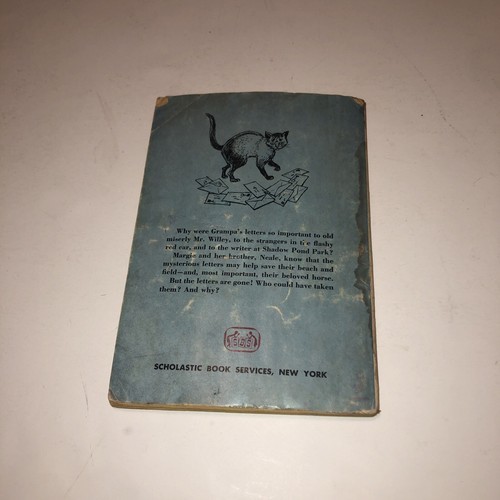 Why were Grampa's letters so important to old
miserly Mr. Willey, to the strangers in the flashy
red car, and to the writer at Shadow Pond Park?
Margie and her brother, Neale, know that the
mysterious letters may help save their beach and
field—and, most important, their beloved horse.
But the letters are gone! Who could have taken
them? And why?
SCHOLASTIC BOOK SERVICES, NEW YORK